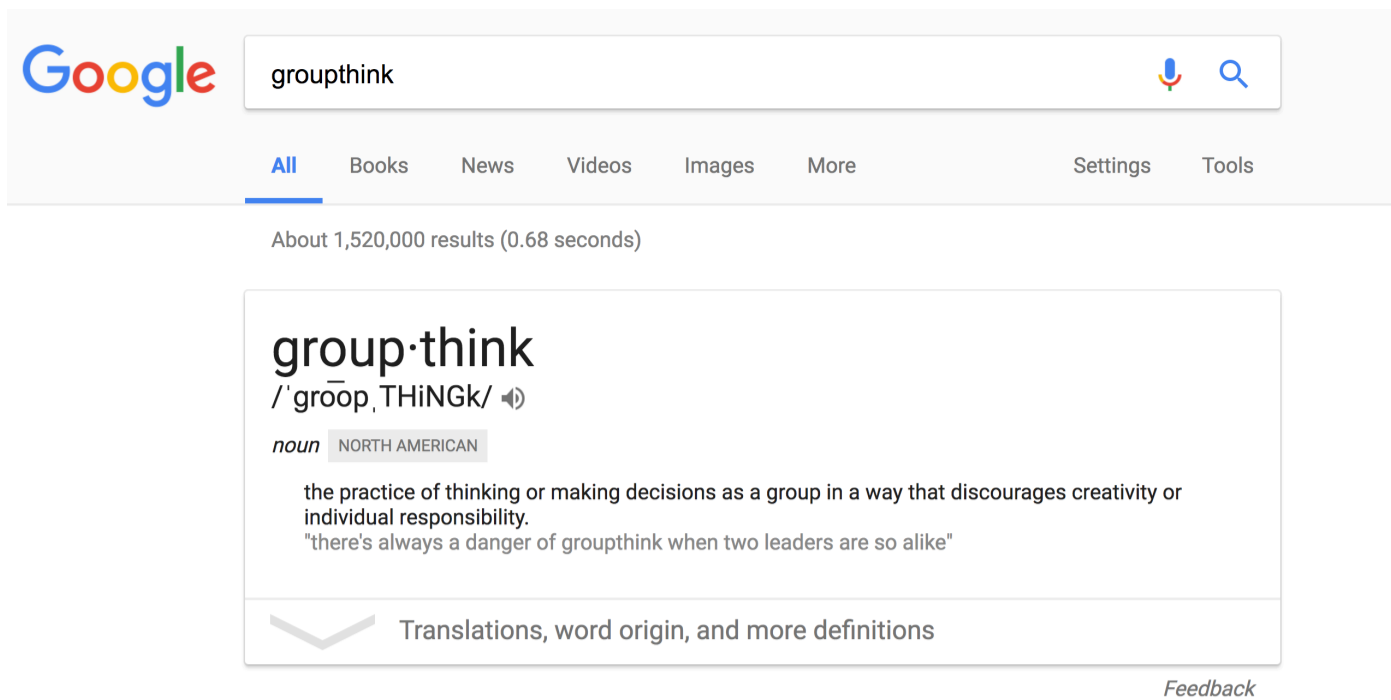 Google
groupthink
All Books News Videos Images More Settings Tools
About 1,520,000 results (0.68 seconds)
group·think
/ˈɡro͞opˌTHiNGk/
noun NORTH AMERICAN
the practice of thinking or making decisions as a group in a way that discourages creativity or
individual responsibility.
"there's always a danger of groupthink when two leaders are so alike"
Translations, word origin, and more definitions
Feedback